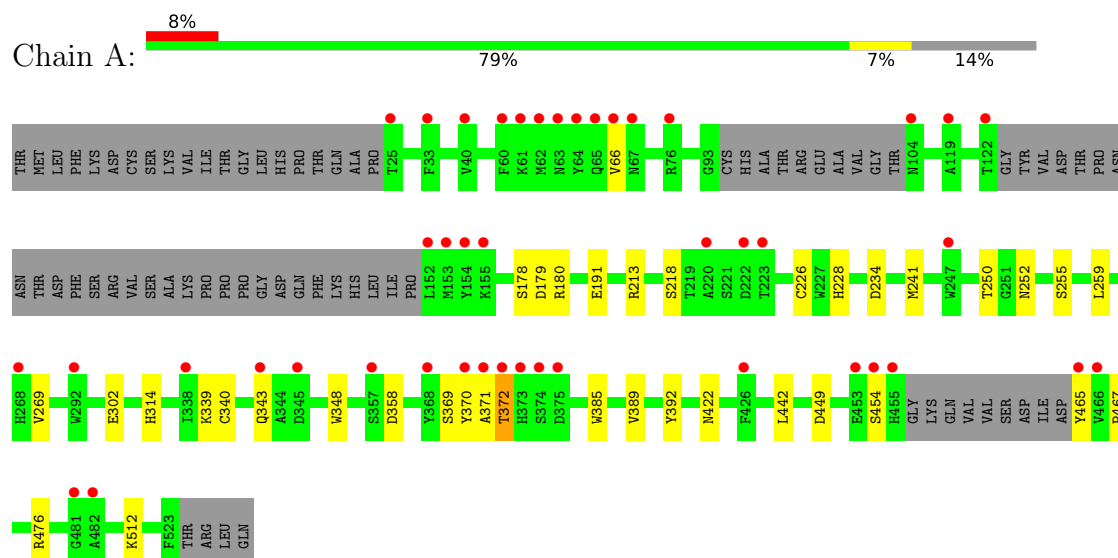 8%
Chain A:
79% 7% 14%
THR MET LEU PHE LYS ASP CYS SER LYS VAL ILE THR GLY LEU HIS PRO THR GLN ALA PRO T25 F33 V40 F60 K61 M62 N63 Y64 Q65 V66 N67 R76 G93 CYS HIS ALA THR ARG GLU ALA VAL GLY THR N104 A119 T122 GLY TYR VAL ASP THR PRO ASN
ASN THR ASP PHE SER ARG VAL SER ALA LYS PRO PRO PRO GLY ASP GLN PHE LYS HIS LEU ILE PRO L152 M153 Y154 K155 S178 D179 R180 E191 R213 S218 T219 A220 S221 D222 T223 C226 W227 H228 D234 M241 W247 T250 G251 N252 S255 L259
H268 V269 W292 E302 H314 I338 K339 C340 Q343 A344 D345 W348 S357 D358 Y368 S369 Y370 A371 T372 H373 S374 D375 W385 V389 Y392 N422 F426 L442 D449 E453 S454 H455 GLY LYS GLN VAL VAL SER ASP ILE ASP Y465 V466
R476 G481 A482 K512 F523 THR ARG LEU GLN